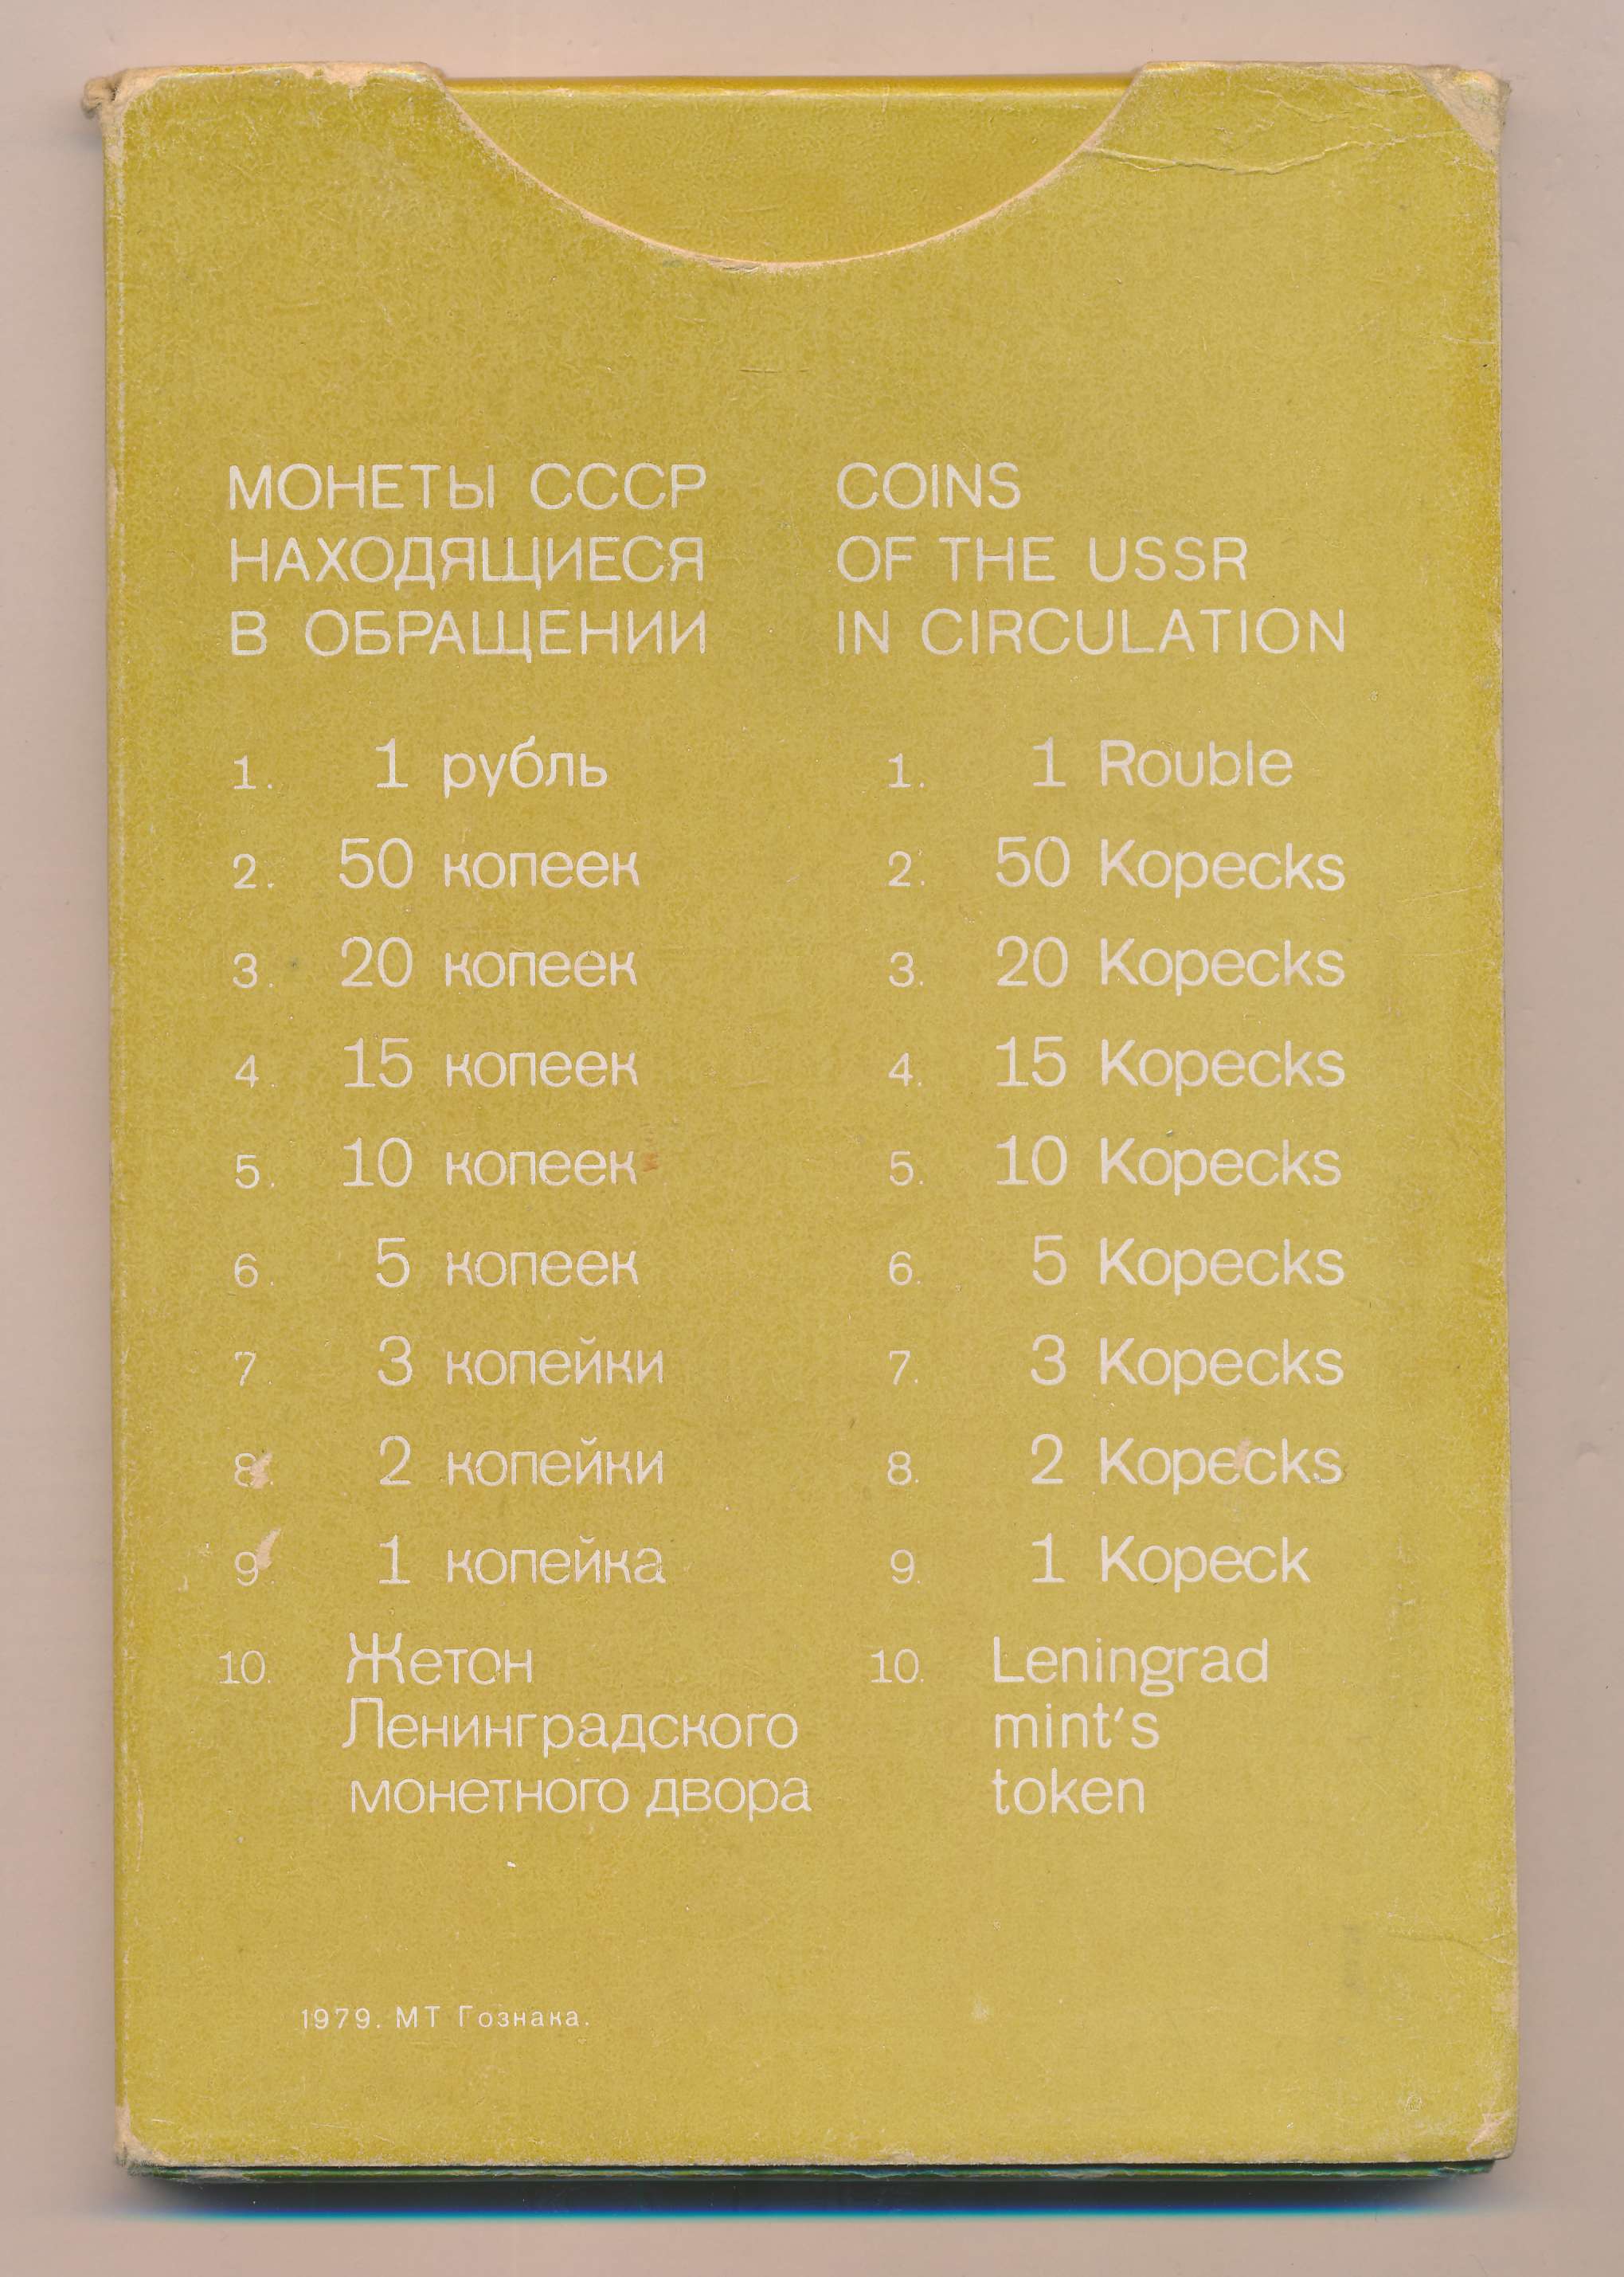 МОНЕТЫ СССР
НАХОДЯЩИЕСЯ
В ОБРАЩЕНИИ
1. 1 рубль
2. 50 копеек
3. 20 копеек
4. 15 копеек
5. 10 копеек
6. 5 копеек
7. 3 копейки
8. 2 копейки
9. 1 копейка
10. Жетон
Ленинградского
монетного двора
COINS
OF THE USSR
IN CIRCULATION
1. 1 Rouble
2. 50 Kopecks
3. 20 Kopecks
4. 15 Kopecks
5. 10 Kopecks
6. 5 Kopecks
7. 3 Kopecks
8. 2 Kopecks
9. 1 Kopeck
10. Leningrad
mint's
token
1979. МТ Гознака.